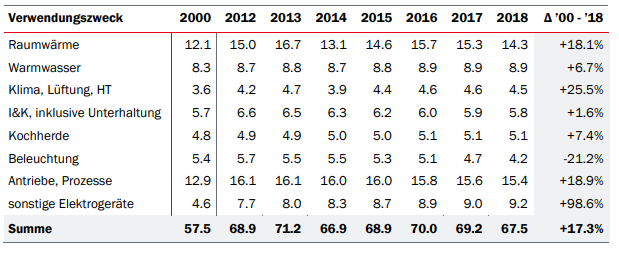 Verwendungszweck 2000 2012 2013 2014 2015 2016 2017 2018 Δ '00 - '18
Raumwärme 12.1 15.0 16.7 13.1 14.6 15.7 15.3 14.3 +18.1%
Warmwasser 8.3 8.7 8.8 8.7 8.8 8.9 8.9 8.9 +6.7%
Klima, Lüftung, HT 3.6 4.2 4.7 3.9 4.4 4.6 4.6 4.5 +25.5%
I&K, inklusive Unterhaltung 5.7 6.6 6.5 6.3 6.2 6.0 5.9 5.8 +1.6%
Kochherde 4.8 4.9 4.9 5.0 5.0 5.1 5.1 5.1 +7.4%
Beleuchtung 5.4 5.7 5.5 5.5 5.3 5.1 4.7 4.2 -21.2%
Antriebe, Prozesse 12.9 16.1 16.1 16.0 16.0 15.8 15.6 15.4 +18.9%
sonstige Elektrogeräte 4.6 7.7 8.0 8.3 8.7 8.9 9.0 9.2 +98.6%
Summe 57.5 68.9 71.2 66.9 68.9 70.0 69.2 67.5 +17.3%